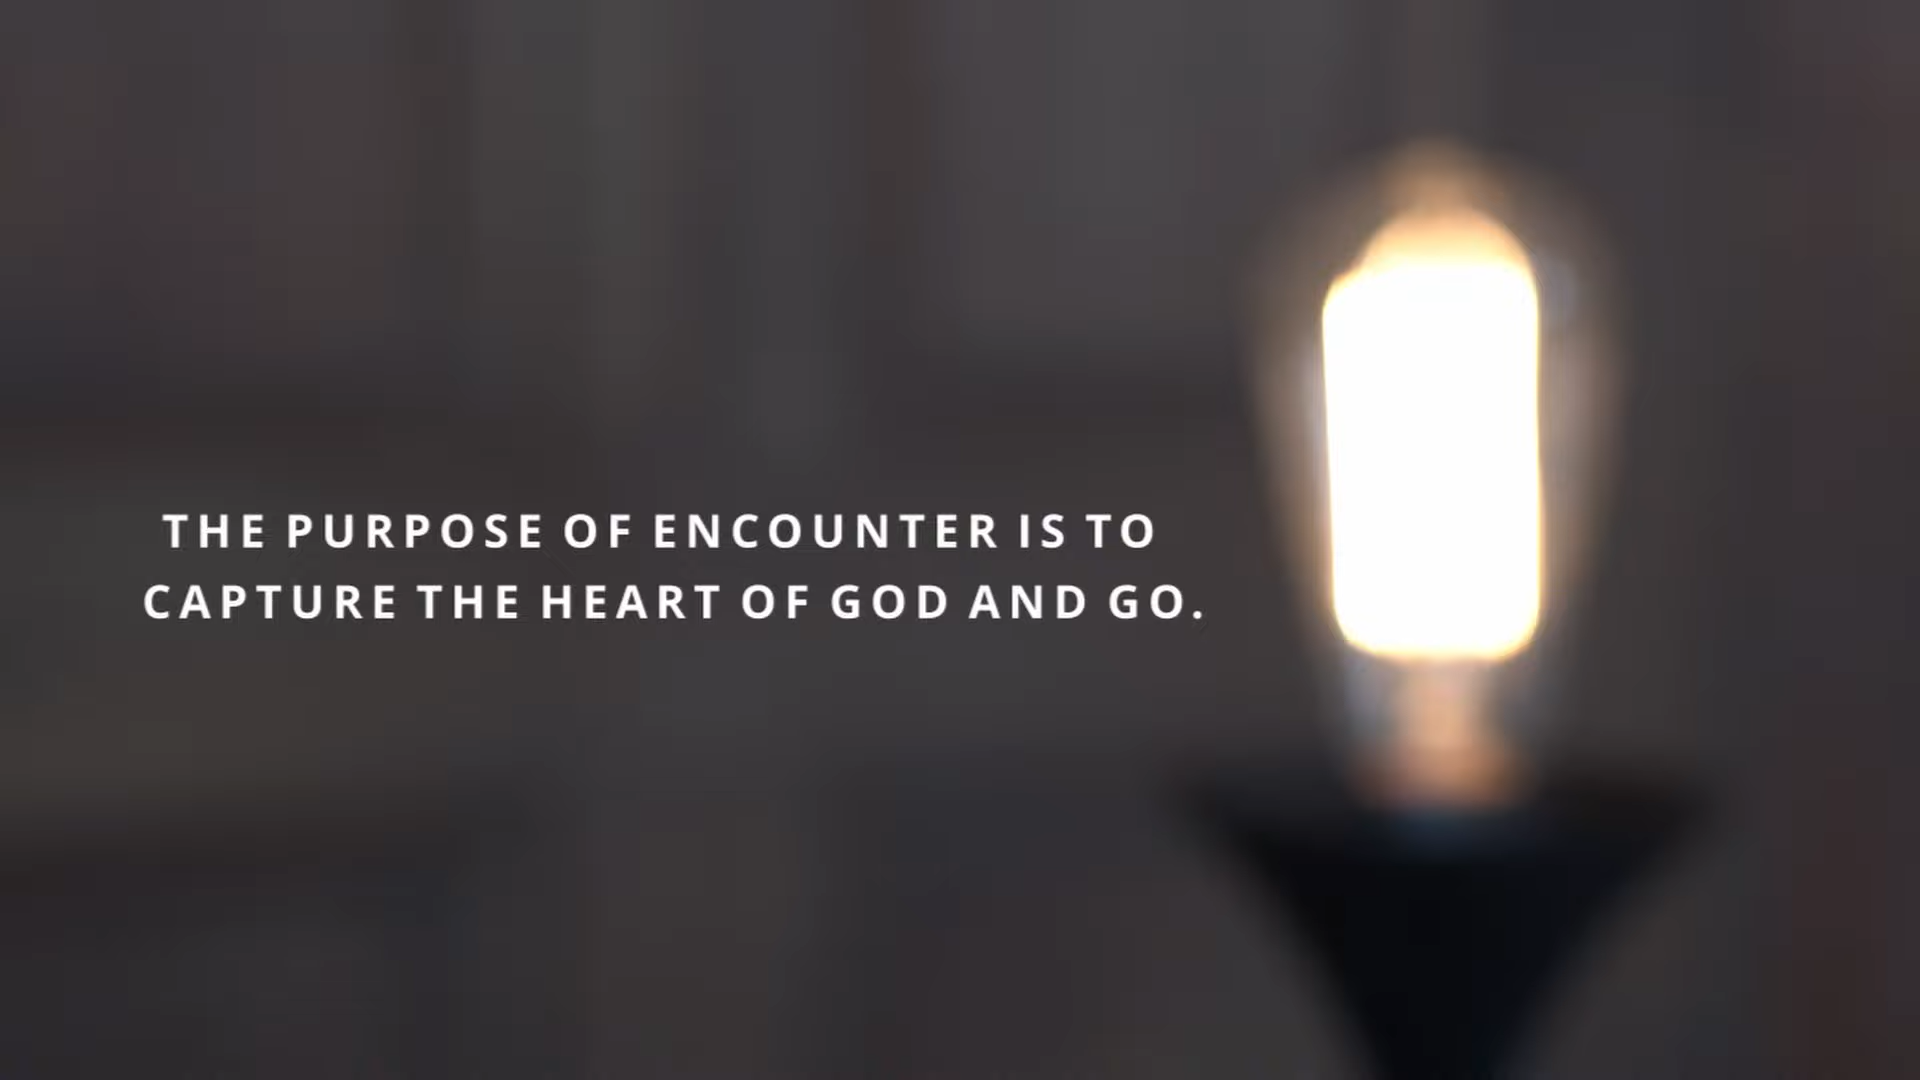 THE PURPOSE OF ENCOUNTER IS TO
CAPTURE THE HEART OF GOD AND GO.